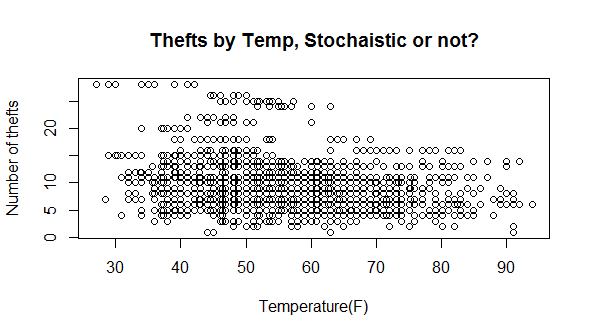 Thefts by Temp, Stochaistic or not?
Number of thefts
20
10
5
0
30 40 50 60 70 80 90
Temperature(F)